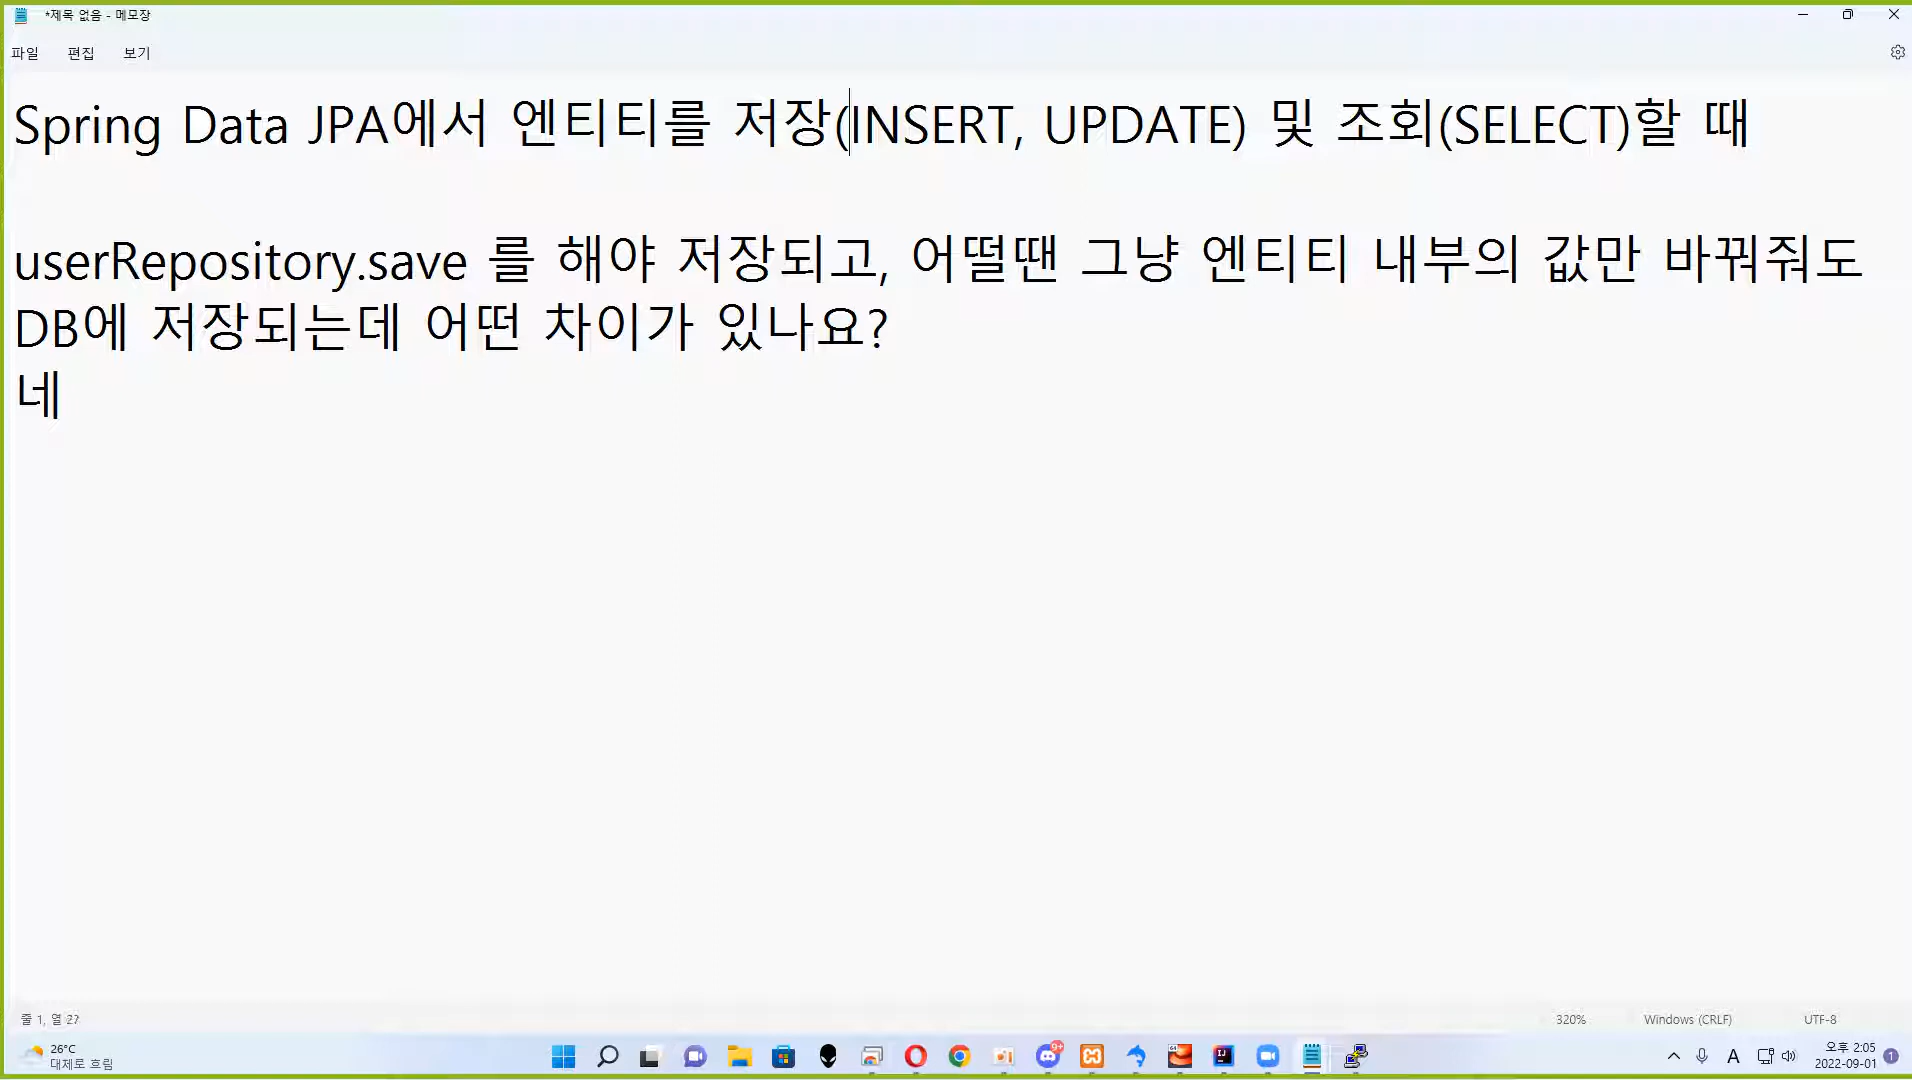 *제목 없음 - 메모장
파일 편집 보기
Spring Data JPA에서 엔티티를 저장(INSERT, UPDATE) 및 조회(SELECT)할 때
userRepository.save 를 해야 저장되고, 어떨땐 그냥 엔티티 내부의 값만 바꿔줘도
DB에 저장되는데 어떤 차이가 있나요?
네
줄 1, 열 27 320% Windows (CRLF) UTF-8
26°C
대체로 흐림
9+
A
오후 2:05
2022-09-01
1